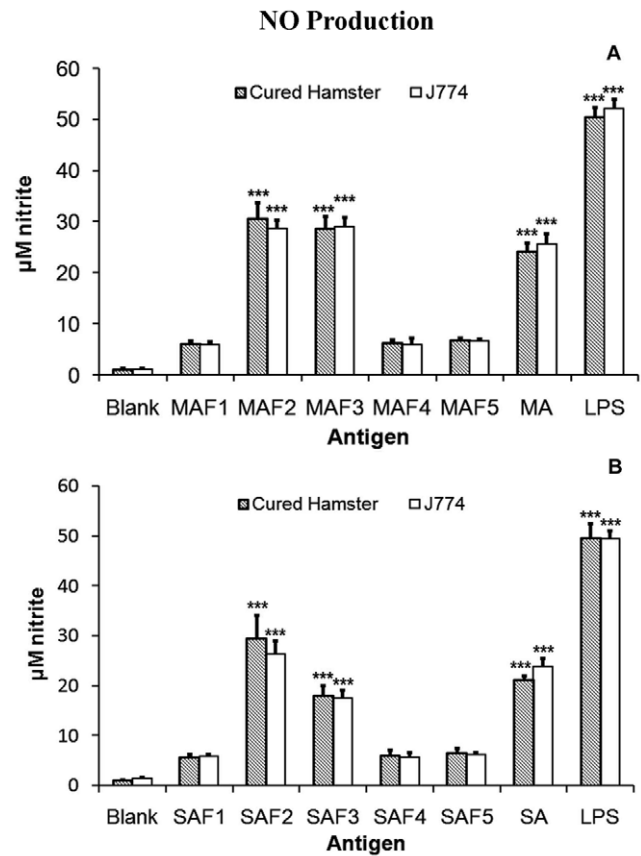 NO Production
A
60
Cured Hamster J774
50
40
30
20
10
0
µM nitrite
*** *** *** *** *** *** *** ***
Blank MAF1 MAF2 MAF3 MAF4 MAF5 MA LPS
Antigen
B
60
Cured Hamster J774
50
40
30
20
10
0
µM nitrite
*** *** *** *** *** *** *** ***
Blank SAF1 SAF2 SAF3 SAF4 SAF5 SA LPS
Antigen